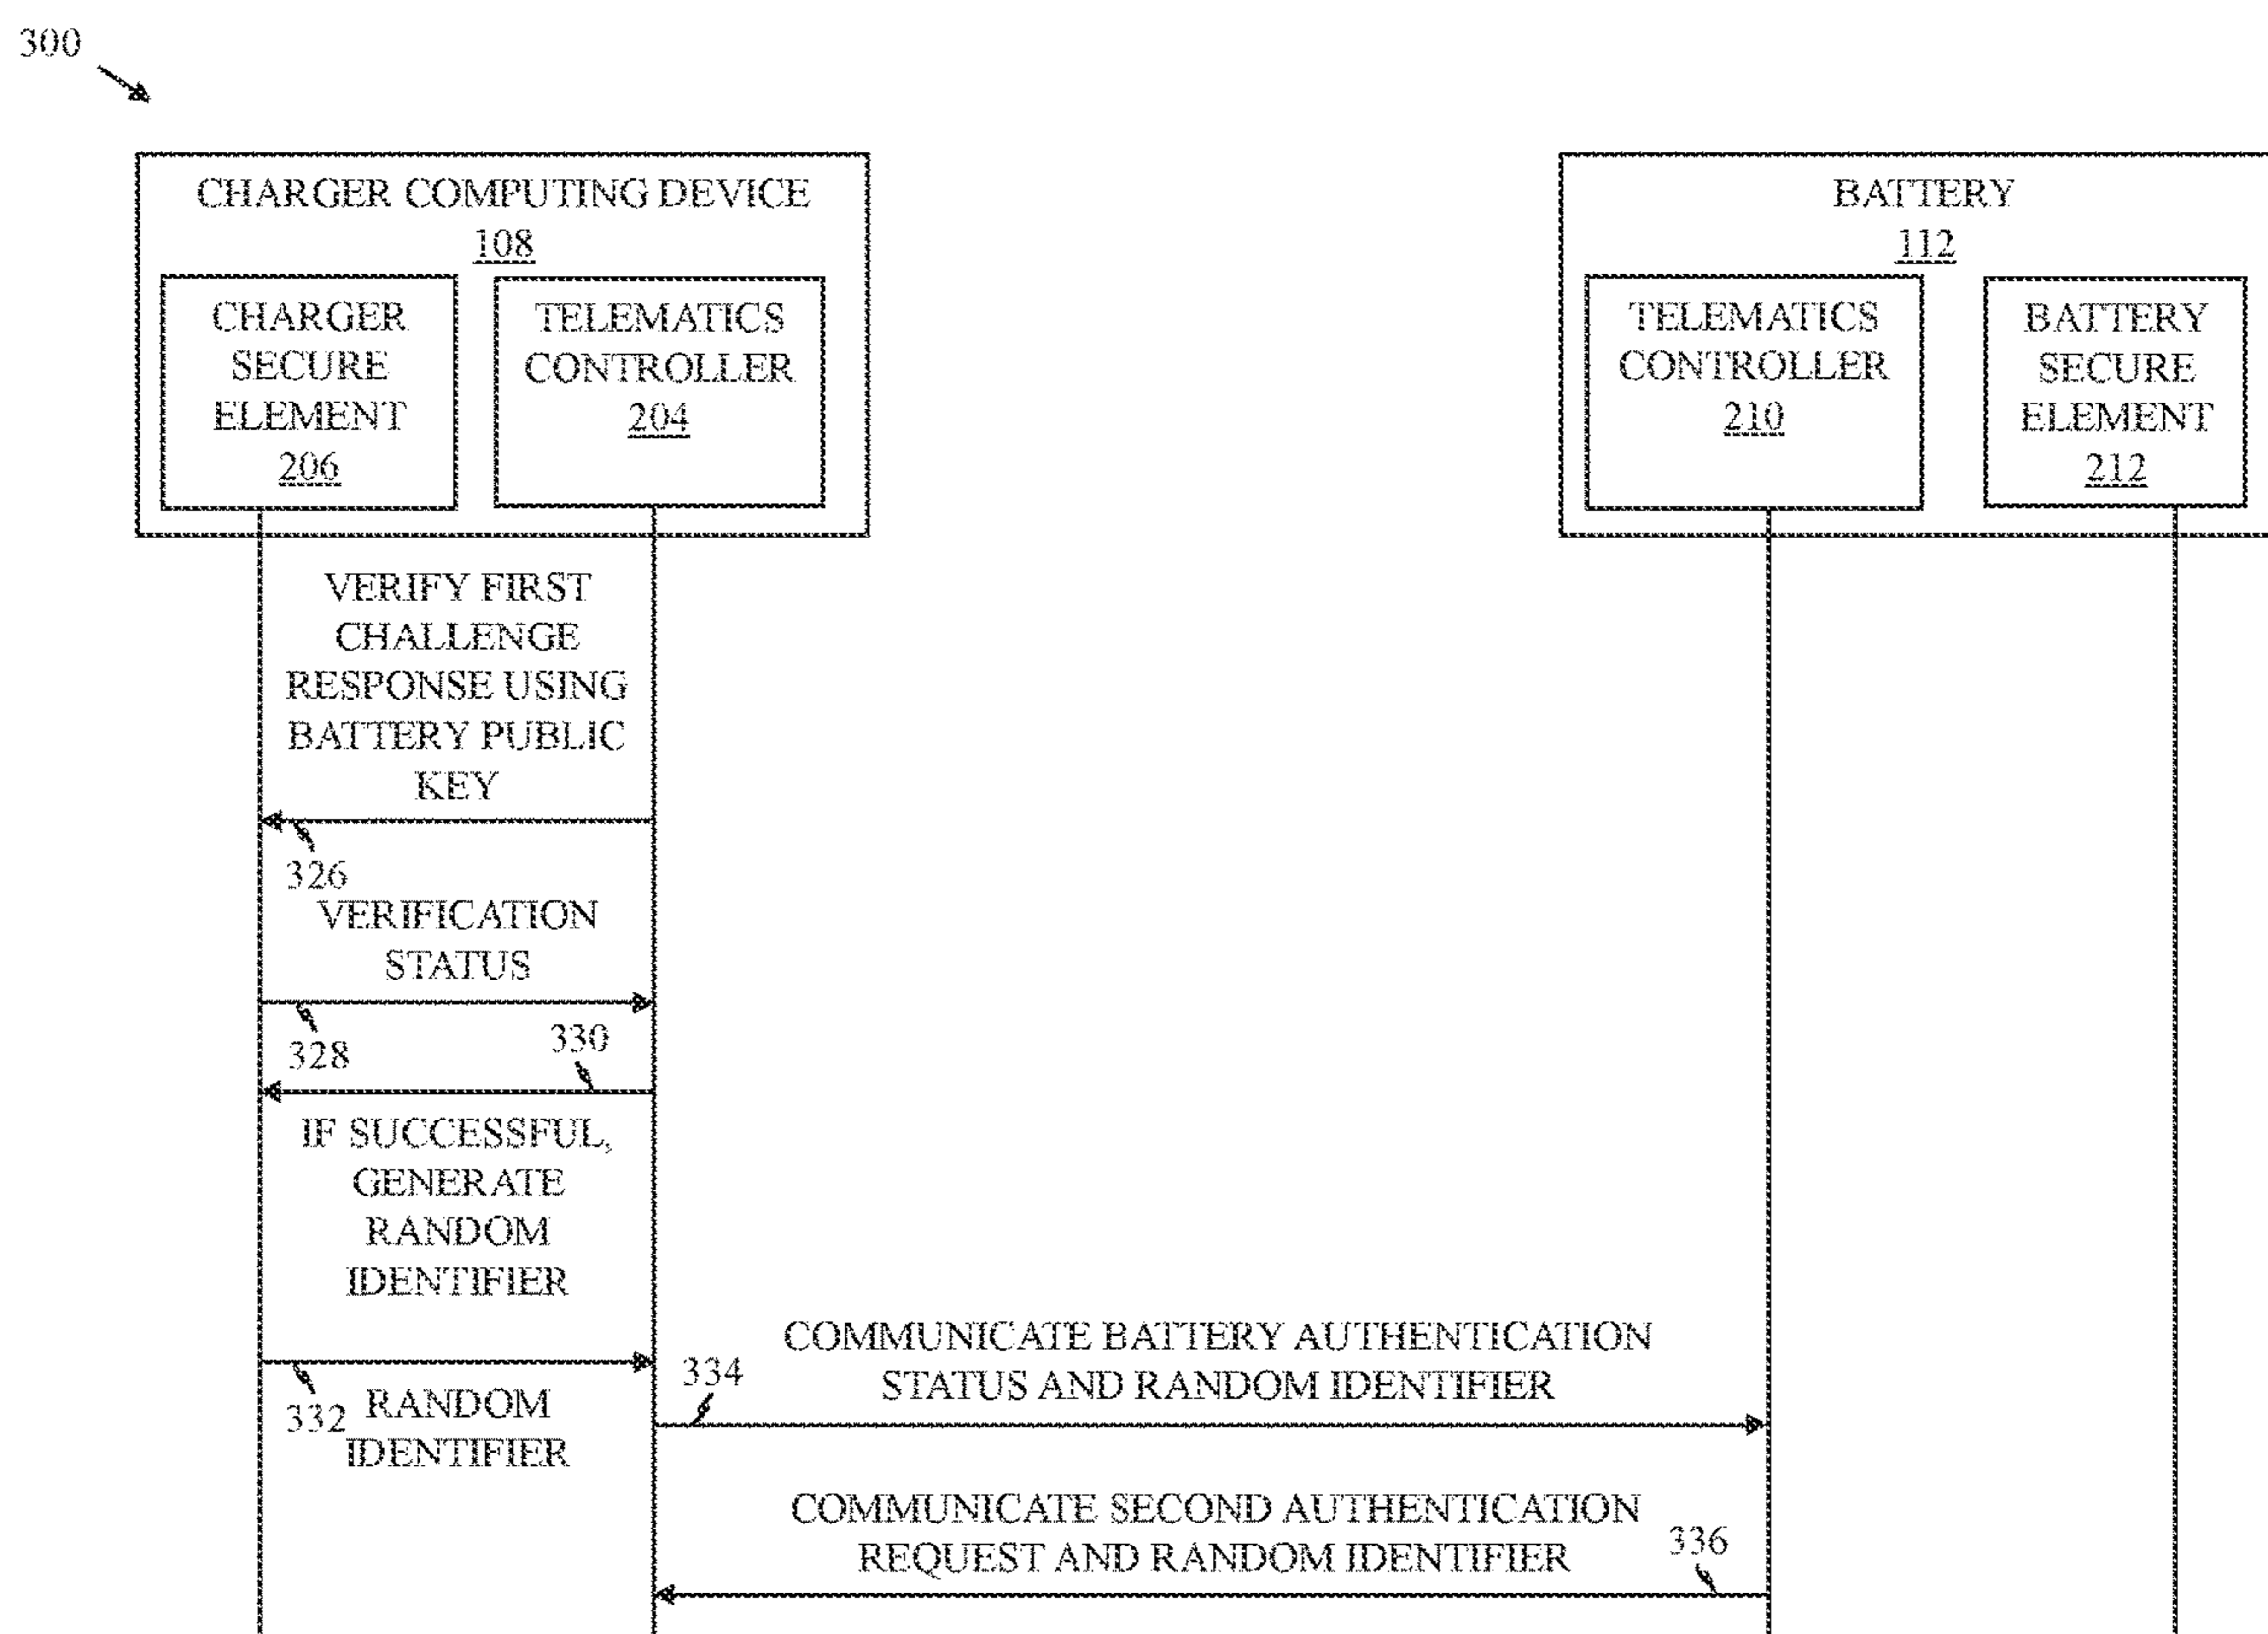 300
CHARGER COMPUTING DEVICE
108
CHARGER
SECURE
ELEMENT
206
TELEMATICS
CONTROLLER
204
BATTERY
112
TELEMATICS
CONTROLLER
210
BATTERY
SECURE
ELEMENT
212
VERIFY FIRST
CHALLENGE
RESPONSE USING
BATTERY PUBLIC
KEY
326
VERIFICATION
STATUS
328
330
IF SUCCESSFUL,
GENERATE
RANDOM
IDENTIFIER
332
RANDOM
IDENTIFIER
334
COMMUNICATE BATTERY AUTHENTICATION
STATUS AND RANDOM IDENTIFIER
COMMUNICATE SECOND AUTHENTICATION
REQUEST AND RANDOM IDENTIFIER
336